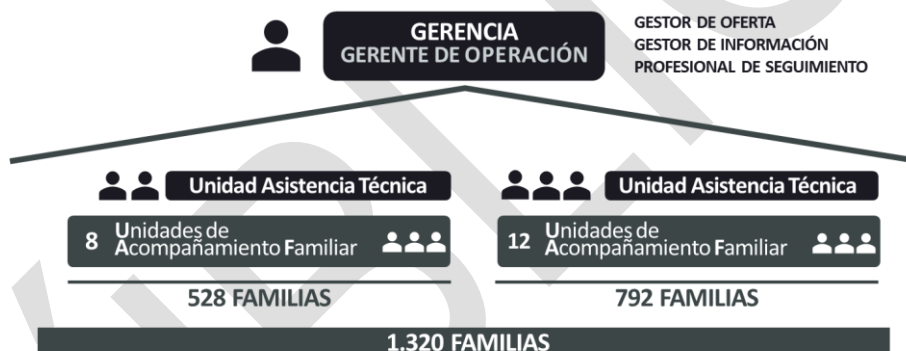 GERENCIA
GERENTE DE OPERACIÓN
GESTOR DE OFERTA
GESTOR DE INFORMACIÓN
PROFESIONAL DE SEGUIMIENTO
Unidad Asistencia Técnica
8 Unidades de
Acompañamiento Familiar
528 FAMILIAS
Unidad Asistencia Técnica
12 Unidades de
Acompañamiento Familiar
792 FAMILIAS
1.320 FAMILIAS